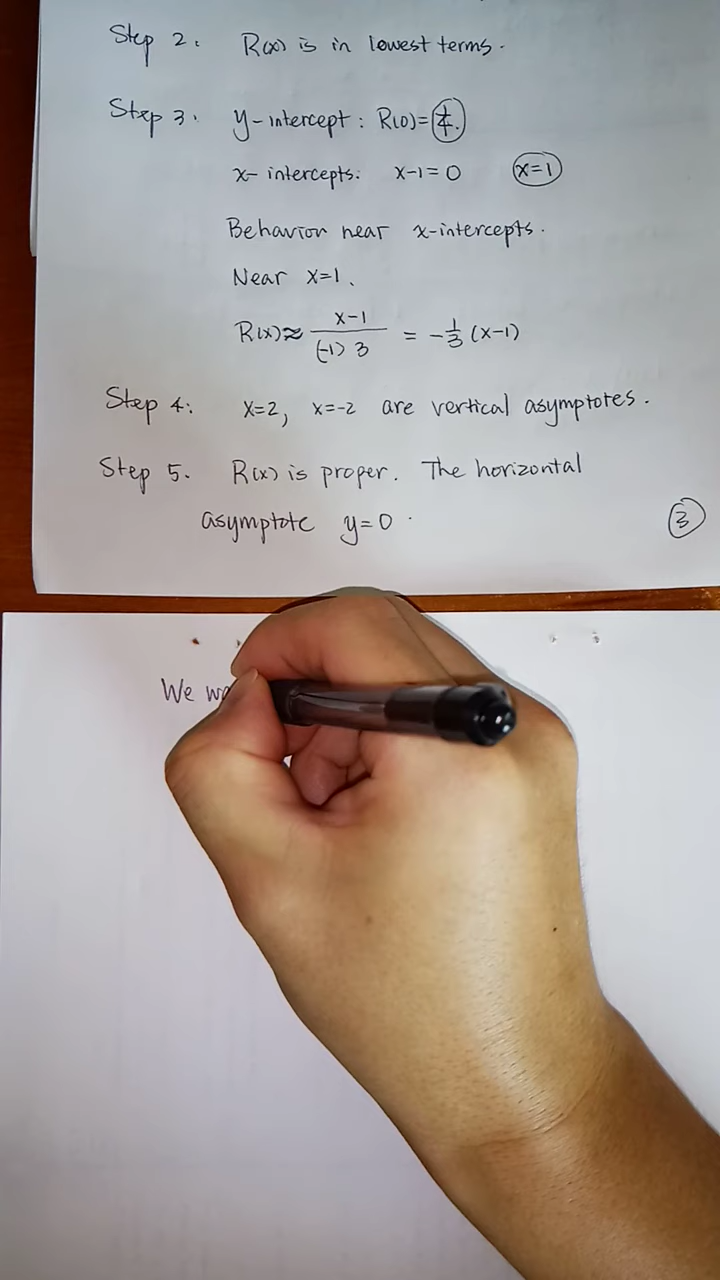 Step 2. R(x) is in lowest terms.
Step 3. y-intercept: R(0)=1/4.
x-intercepts: x-1=0 x=1
Behavior near x-intercepts.
Near x=1.
R(x)≈ (x-1)/((-1) 3) = -1/3 (x-1)
Step 4: x=2, x=-2 are vertical asymptotes.
Step 5. R(x) is proper. The horizontal
asymptote y=0.
3
We